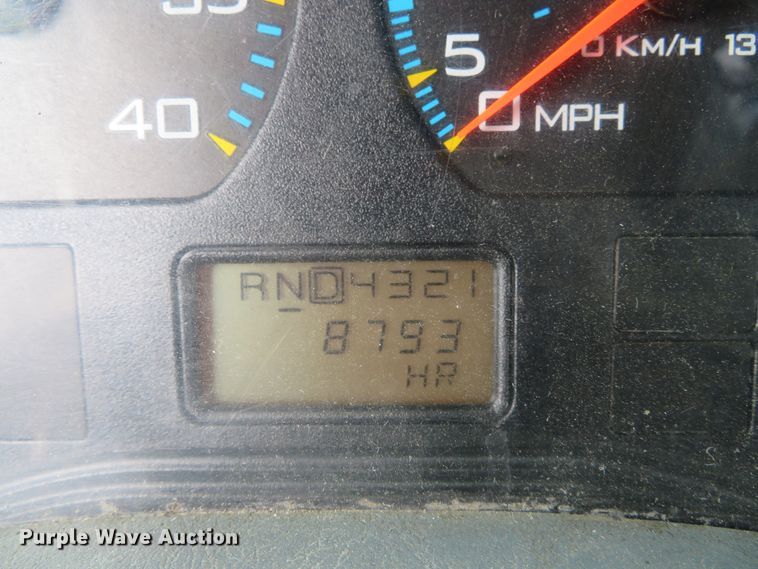 40
5
0 KM/H 13
0 MPH
RND4321
8793
HR
Purple Wave Auction